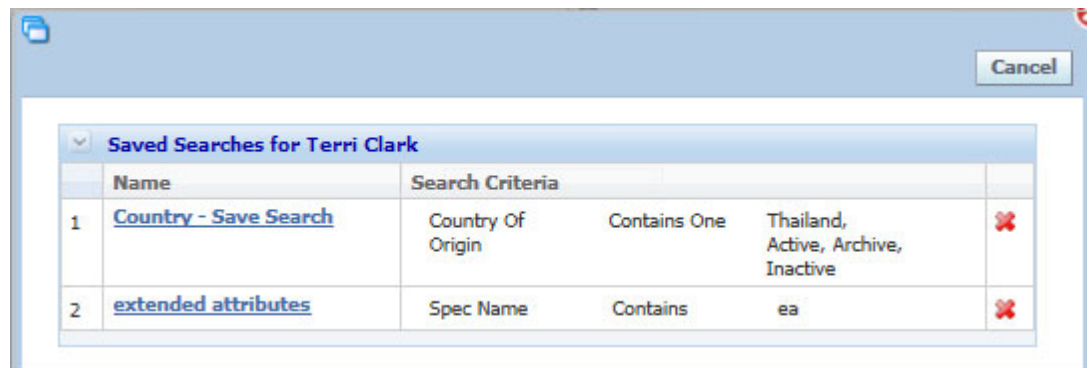 Cancel
Saved Searches for Terri Clark
Name Search Criteria
1 Country - Save Search Country Of Contains One Thailand,
Origin Active, Archive,
Inactive
2 extended attributes Spec Name Contains ea